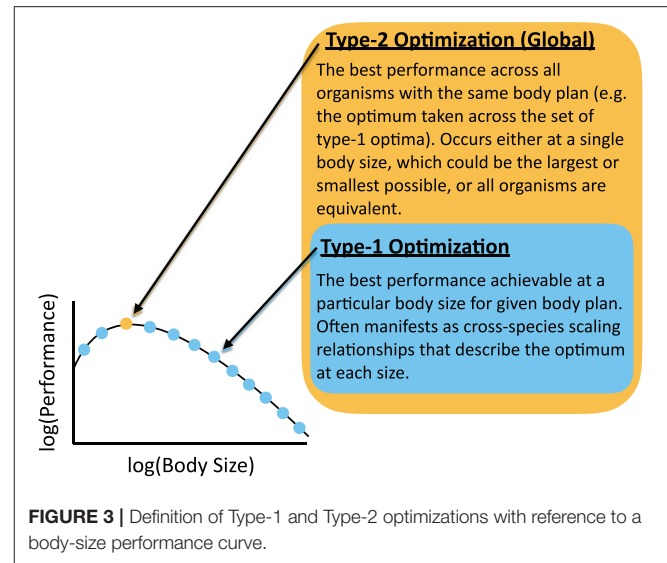 Type-2 Optimization (Global)
The best performance across all
organisms with the same body plan (e.g.
the optimum taken across the set of
type-1 optima). Occurs either at a single
body size, which could be the largest or
smallest possible, or all organisms are
equivalent.
Type-1 Optimization
The best performance achievable at a
particular body size for given body plan.
Often manifests as cross-species scaling
relationships that describe the optimum
at each size.
log(Performance)
log(Body Size)
FIGURE 3 | Definition of Type-1 and Type-2 optimizations with reference to a
body-size performance curve.